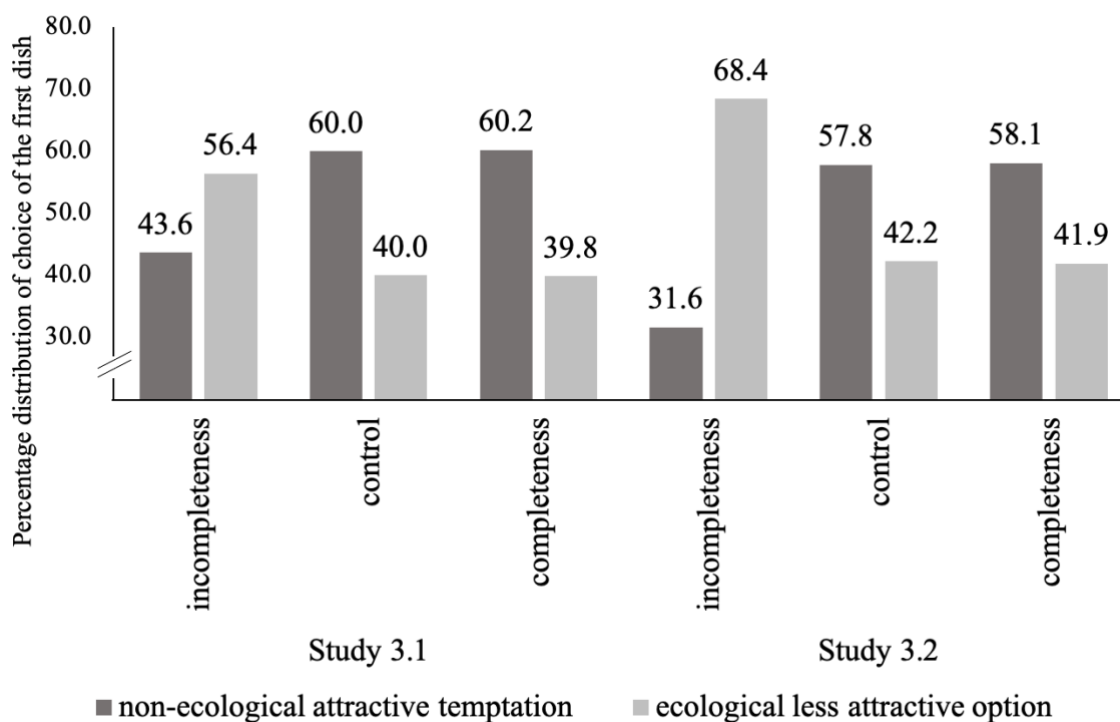 Percentage distribution of choice of the first dish
80.0
70.0
60.0
50.0
40.0
30.0
43.6
56.4
60.0
40.0
60.2
39.8
31.6
68.4
57.8
42.2
58.1
41.9
incompleteness
control
completeness
incompleteness
control
completeness
Study 3.1
Study 3.2
non-ecological attractive temptation
ecological less attractive option